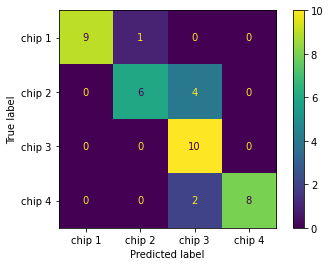 chip 1 9 1 0 0
chip 2 0 6 4 0
chip 3 0 0 10 0
chip 4 0 0 2 8
chip 1 chip 2 chip 3 chip 4
Predicted label
True label
10
8
6
4
2
0